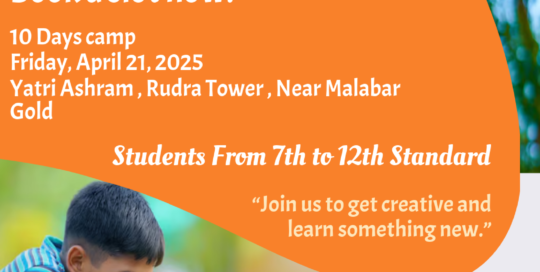 10 Days camp
Friday, April 21, 2025
Yatri Ashram , Rudra Tower , Near Malabar
Gold
Students From 7th to 12th Standard
“Join us to get creative and
learn something new.”